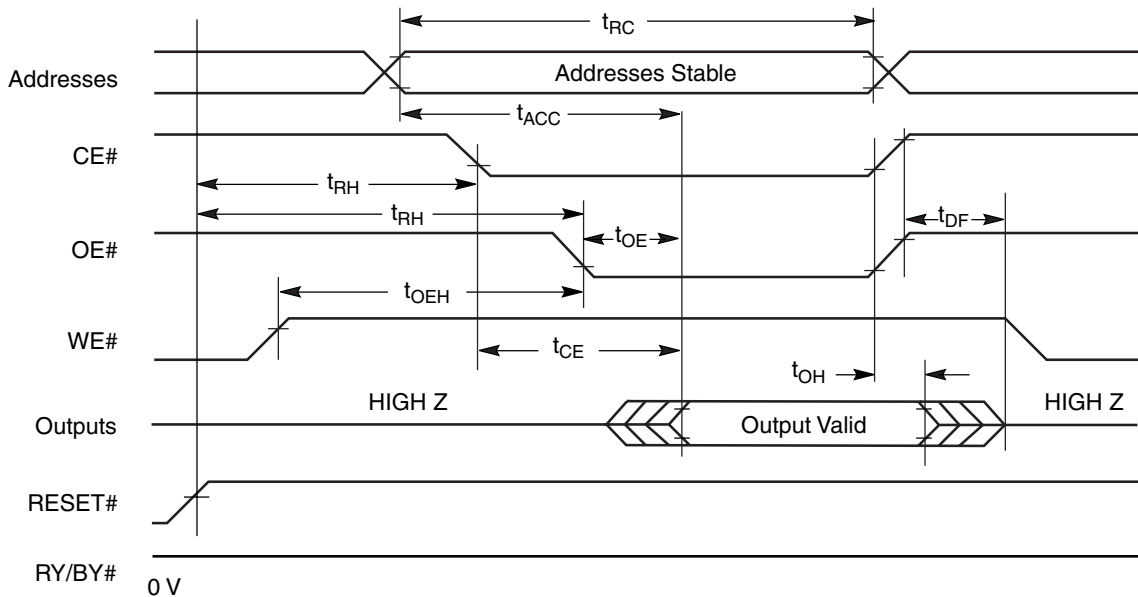 tRC
Addresses
Addresses Stable
tACC
CE#
tRH
tRH
tDF
OE#
tOE
tOEH
WE#
tCE
tOH
HIGH Z
HIGH Z
Outputs
Output Valid
RESET#
RY/BY#
0 V